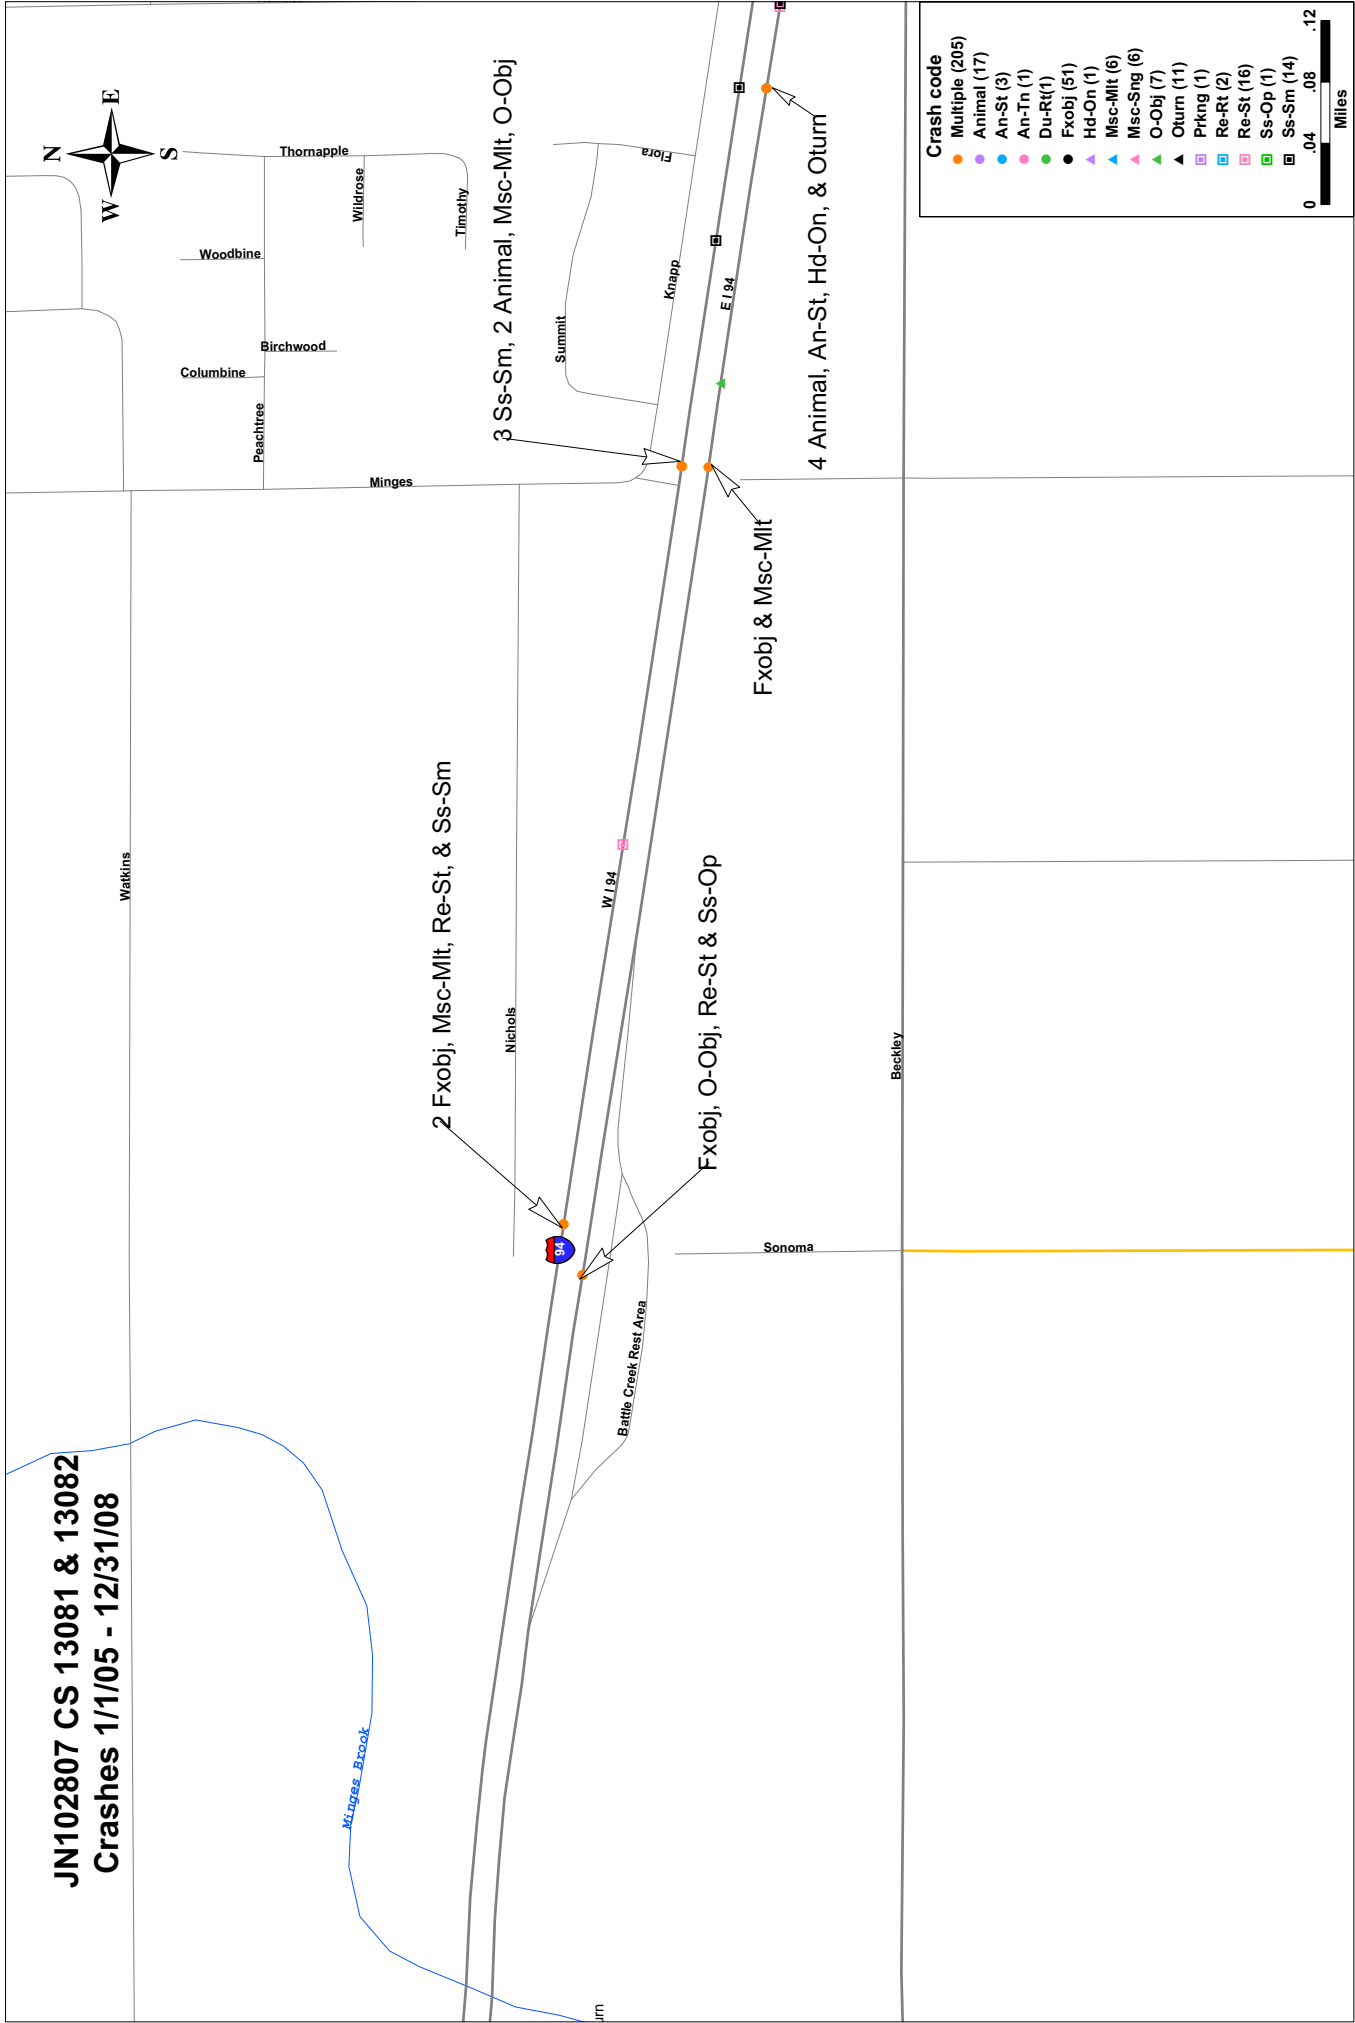 JN102807 CS 13081 & 13082
Crashes 1/1/05 - 12/31/08
N
E
S
W
Watkins
Minges
Peachtree
Columbine
Birchwood
Woodbine
Thornapple
Wildrose
Timothy
Summit
Flora
Knapp
Nichols
Minges Brook
W I 94
E I 94
94
Battle Creek Rest Area
Sonoma
Beckley
2 Fxobj, Msc-Mlt, Re-St, & Ss-Sm
Fxobj, O-Obj, Re-St & Ss-Op
3 Ss-Sm, 2 Animal, Msc-Mlt, O-Obj
Fxobj & Msc-Mlt
4 Animal, An-St, Hd-On, & Oturn
Crash code
Multiple (205)
Animal (17)
An-St (3)
An-Tn (1)
Du-Rt(1)
Fxobj (51)
Hd-On (1)
Msc-Mlt (6)
Msc-Sng (6)
O-Obj (7)
Oturn (11)
Prkng (1)
Re-Rt (2)
Re-St (16)
Ss-Op (1)
Ss-Sm (14)
0 .04 .08 .12
Miles